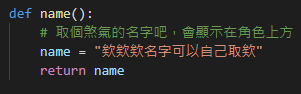 def name():
# 取個煞氣的名字吧，會顯示在角色上方
name = "欸欸欸名字可以自己取欸"
return name